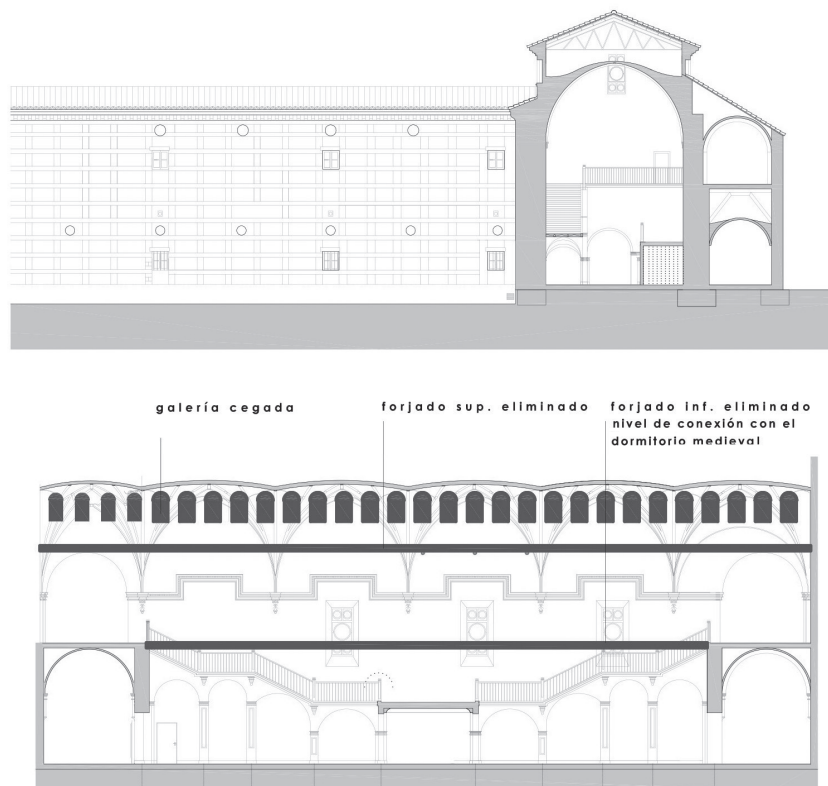 galería cegada
forjado sup. eliminado
forjado inf. eliminado
nivel de conexión con el
dormitorio medieval